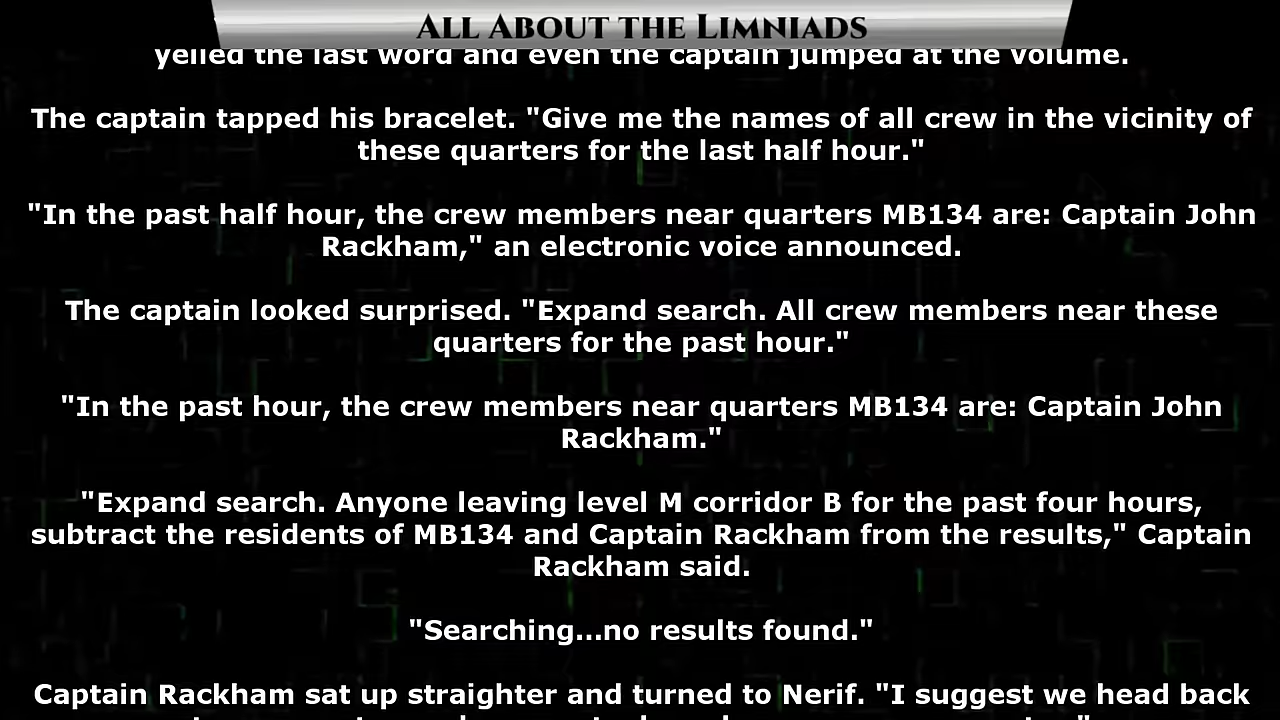 All About the Limniads
yelled the last word and even the captain jumped at the volume.
The captain tapped his bracelet. "Give me the names of all crew in the vicinity of
these quarters for the last half hour."
"In the past half hour, the crew members near quarters MB134 are: Captain John
Rackham," an electronic voice announced.
The captain looked surprised. "Expand search. All crew members near these
quarters for the past hour."
"In the past hour, the crew members near quarters MB134 are: Captain John
Rackham."
"Expand search. Anyone leaving level M corridor B for the past four hours,
subtract the residents of MB134 and Captain Rackham from the results," Captain
Rackham said.
"Searching...no results found."
Captain Rackham sat up straighter and turned to Nerif. "I suggest we head back